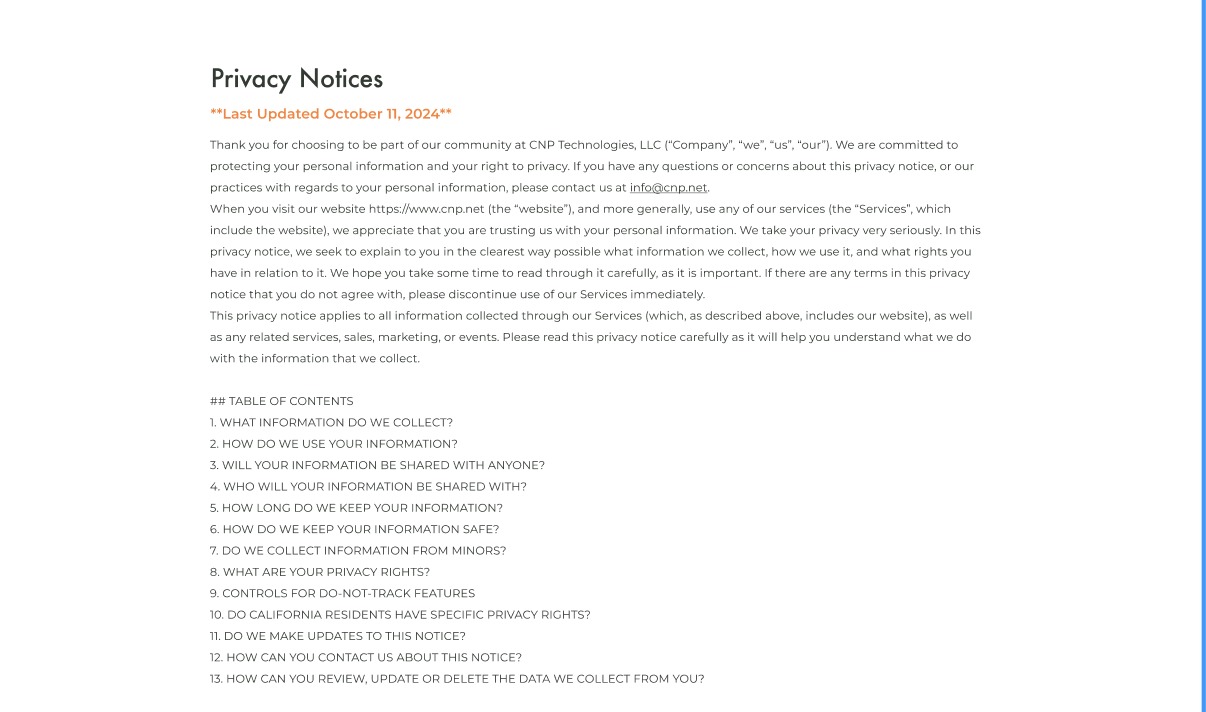 Privacy Notices
**Last Updated October 11, 2024**
Thank you for choosing to be part of our community at CNP Technologies, LLC (“Company”, “we”, “us”, “our”). We are committed to
protecting your personal information and your right to privacy. If you have any questions or concerns about this privacy notice, or our
practices with regards to your personal information, please contact us at info@cnp.net.
When you visit our website https://www.cnp.net (the “website”), and more generally, use any of our services (the “Services”, which
include the website), we appreciate that you are trusting us with your personal information. We take your privacy very seriously. In this
privacy notice, we seek to explain to you in the clearest way possible what information we collect, how we use it, and what rights you
have in relation to it. We hope you take some time to read through it carefully, as it is important. If there are any terms in this privacy
notice that you do not agree with, please discontinue use of our Services immediately.
This privacy notice applies to all information collected through our Services (which, as described above, includes our website), as well
as any related services, sales, marketing, or events. Please read this privacy notice carefully as it will help you understand what we do
with the information that we collect.
## TABLE OF CONTENTS
1. WHAT INFORMATION DO WE COLLECT?
2. HOW DO WE USE YOUR INFORMATION?
3. WILL YOUR INFORMATION BE SHARED WITH ANYONE?
4. WHO WILL YOUR INFORMATION BE SHARED WITH?
5. HOW LONG DO WE KEEP YOUR INFORMATION?
6. HOW DO WE KEEP YOUR INFORMATION SAFE?
7. DO WE COLLECT INFORMATION FROM MINORS?
8. WHAT ARE YOUR PRIVACY RIGHTS?
9. CONTROLS FOR DO-NOT-TRACK FEATURES
10. DO CALIFORNIA RESIDENTS HAVE SPECIFIC PRIVACY RIGHTS?
11. DO WE MAKE UPDATES TO THIS NOTICE?
12. HOW CAN YOU CONTACT US ABOUT THIS NOTICE?
13. HOW CAN YOU REVIEW, UPDATE OR DELETE THE DATA WE COLLECT FROM YOU?